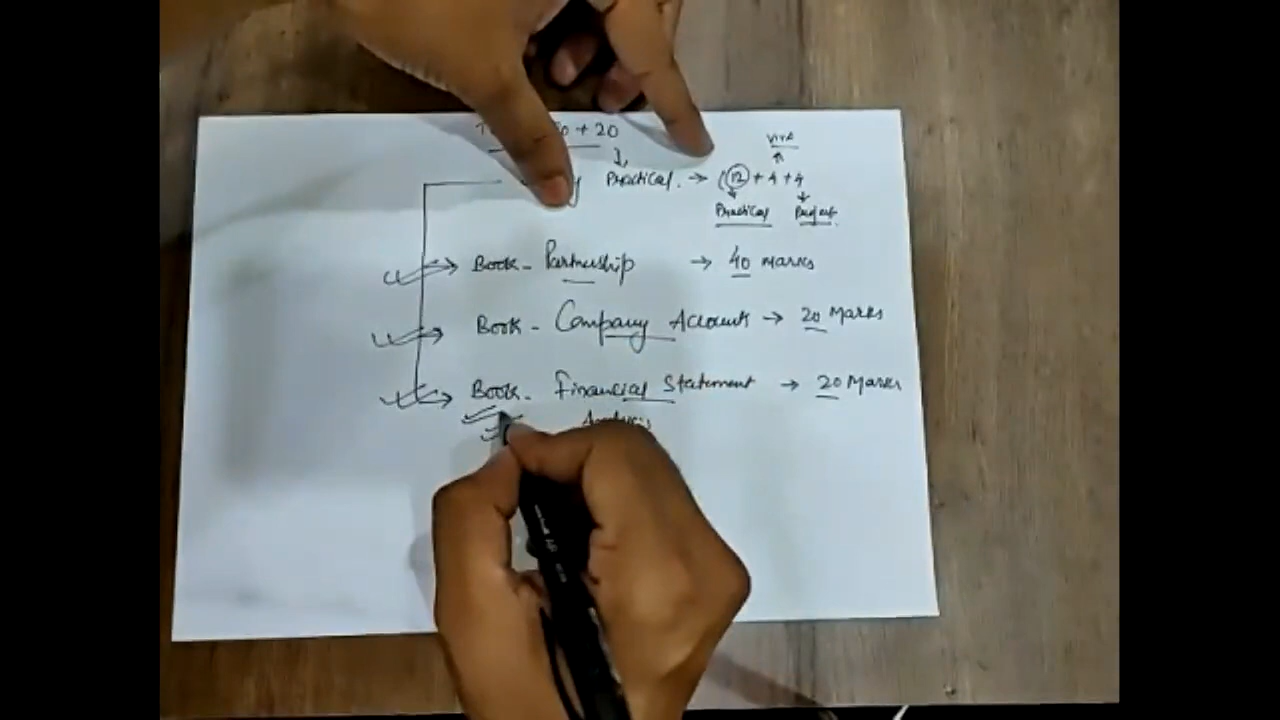 + 20
Viva
Practical. → (12 + 4 + 4
Practical Project
Book - Partnership → 40 Marks
Book - Company Accounts → 20 Marks
Book - Financial Statement → 20 Marks
Analysis